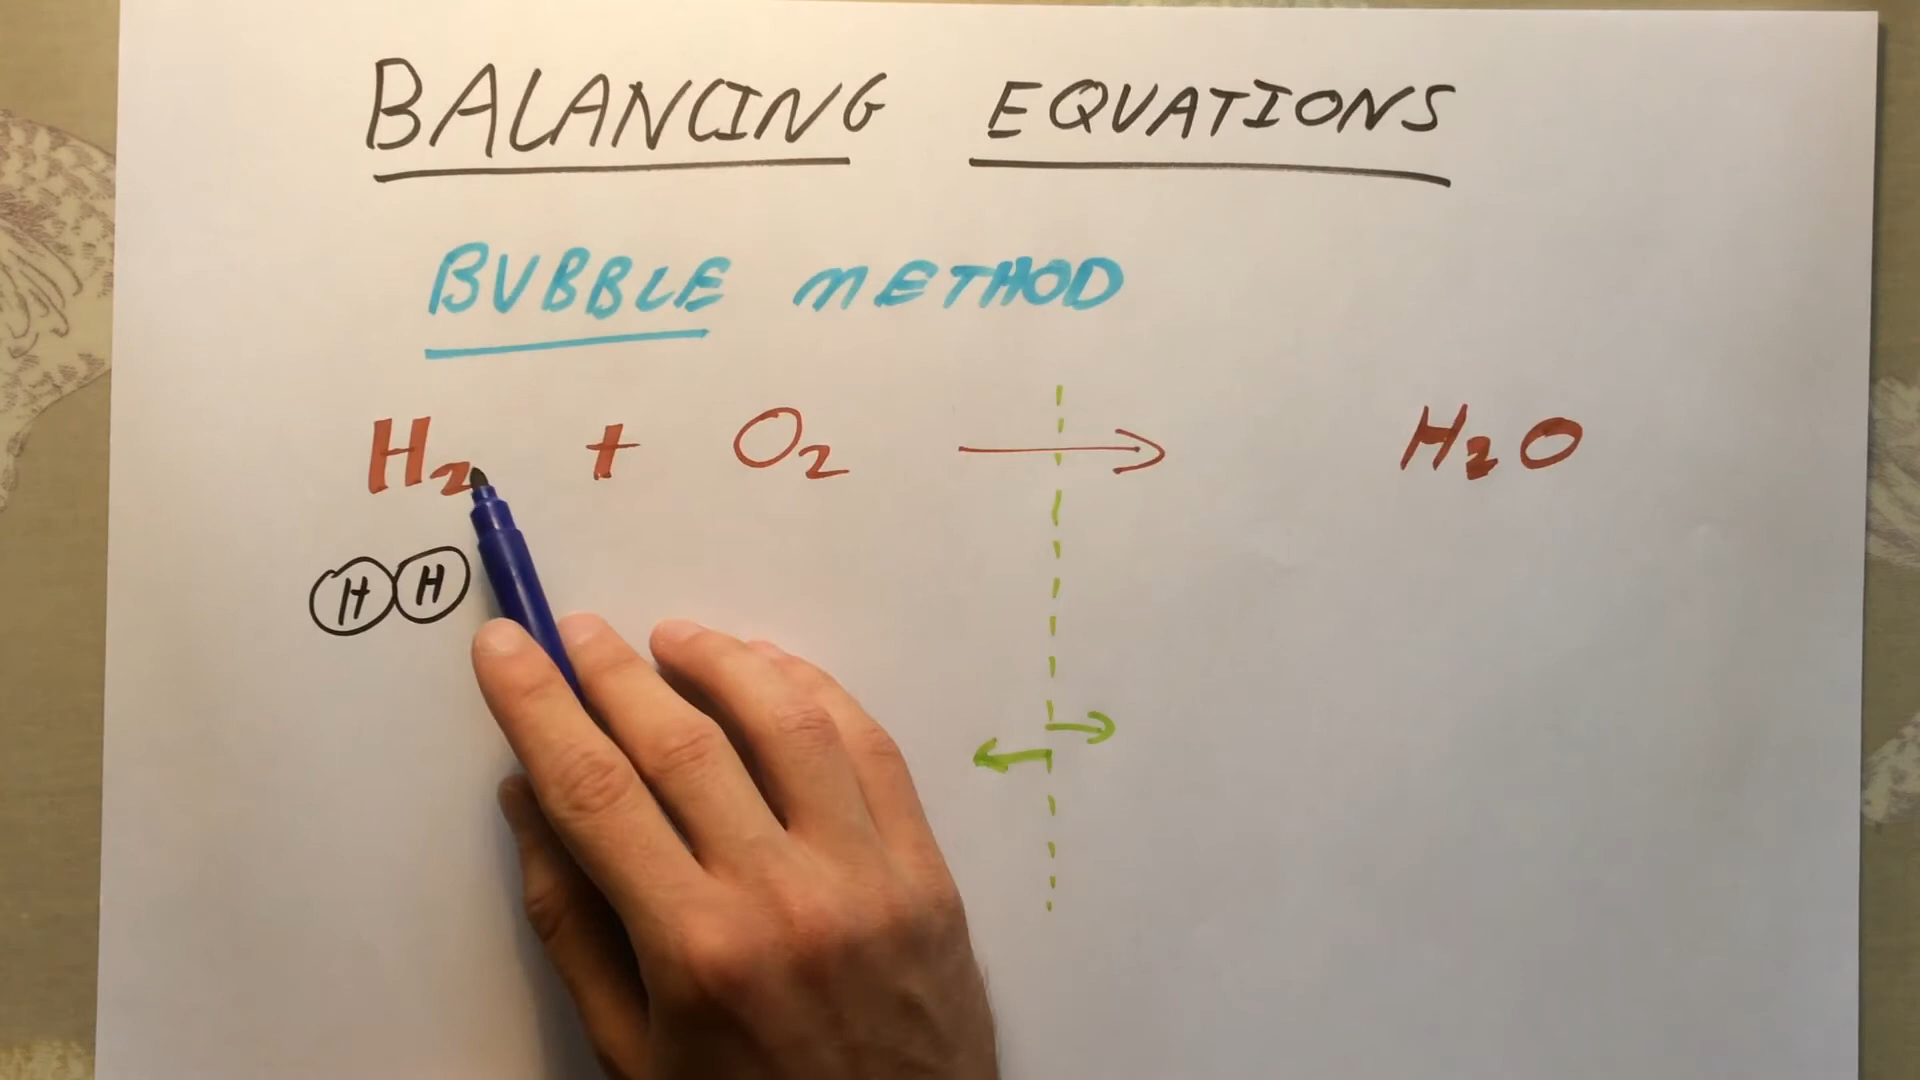 BALANCING EQUATIONS
BUBBLE METHOD
H₂ + O₂ → H₂O
H H